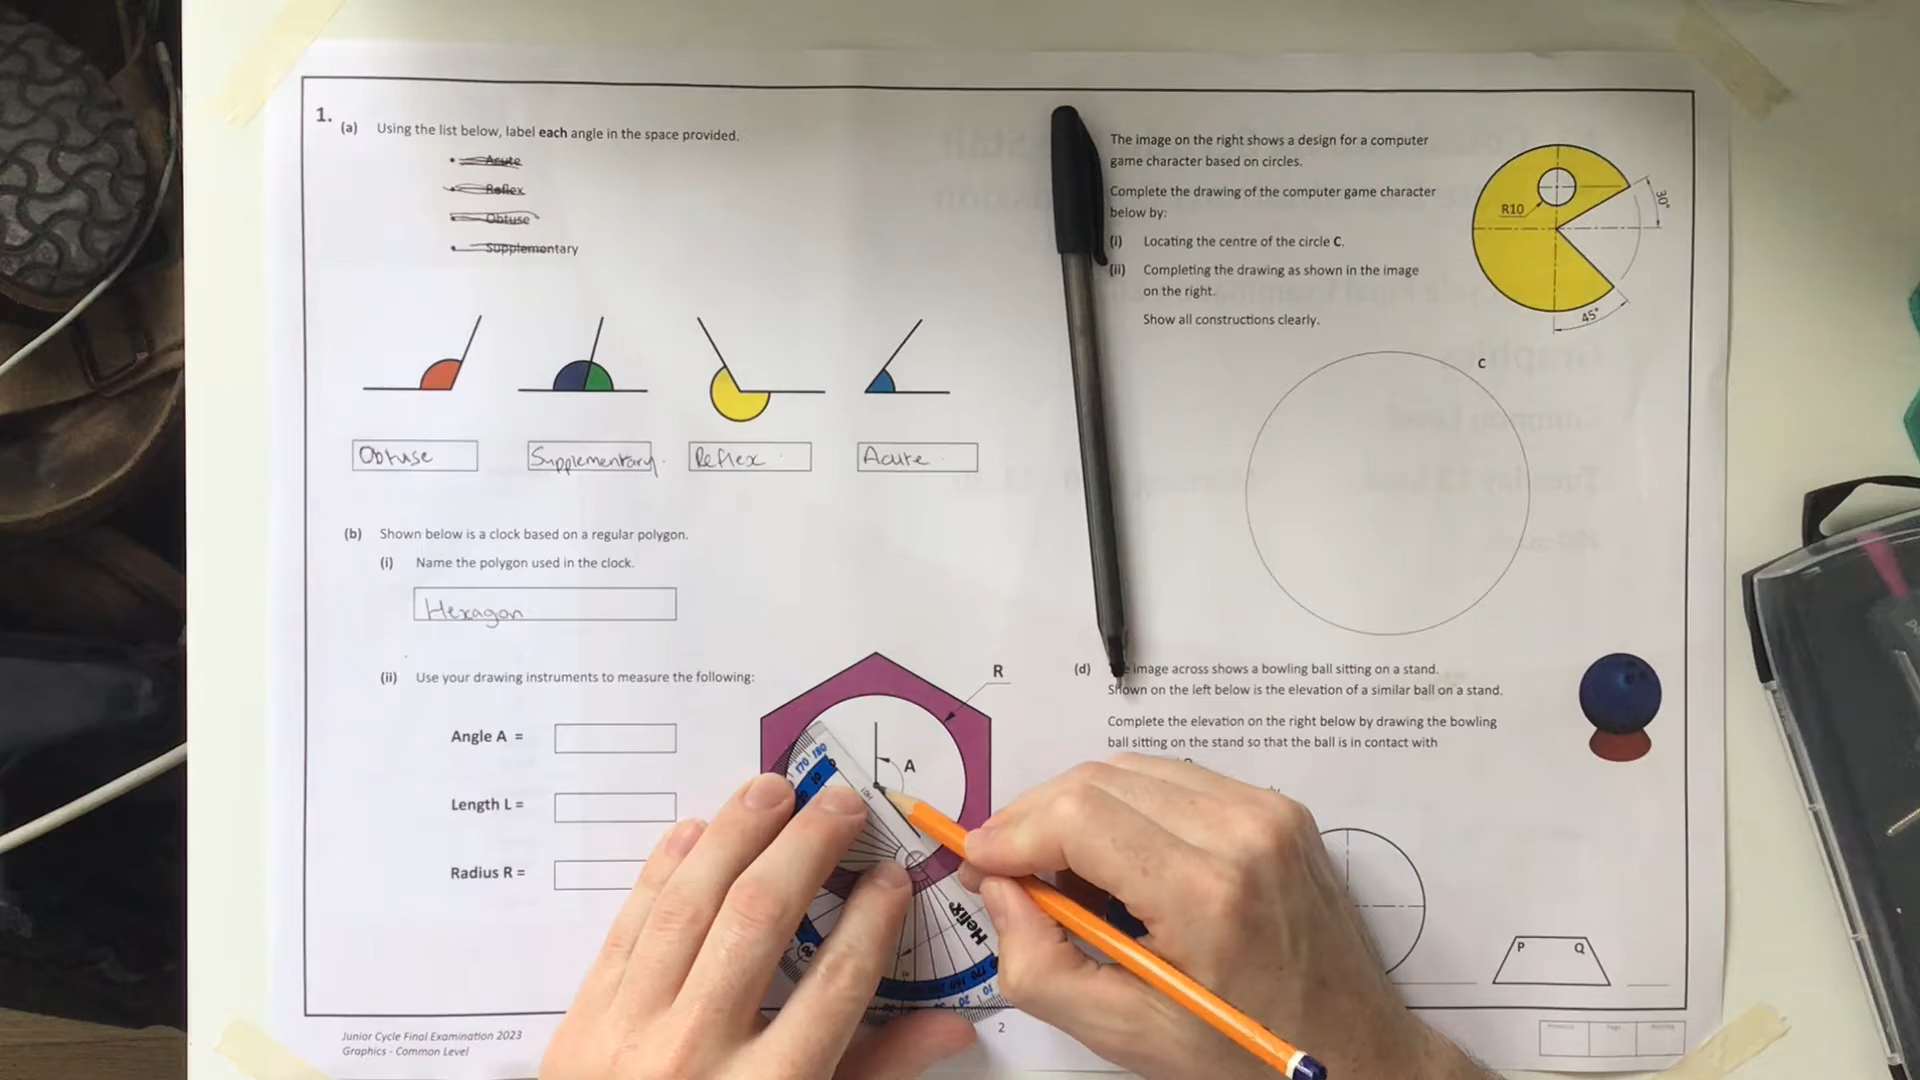 1.
(a) Using the list below, label each angle in the space provided.
• Acute
• Reflex
• Obtuse
• Supplementary
Obtuse
Supplementary.
Reflex
Acute
(b) Shown below is a clock based on a regular polygon.
(i) Name the polygon used in the clock.
Hexagon
(ii) Use your drawing instruments to measure the following:
Angle A =
Length L =
Radius R =
R
A
180
170
10
0
Helix
90
170
10
20
The image on the right shows a design for a computer
game character based on circles.
Complete the drawing of the computer game character
below by:
(i) Locating the centre of the circle C.
(ii) Completing the drawing as shown in the image
on the right.
Show all constructions clearly.
R10
30°
45°
C
(d) image across shows a bowling ball sitting on a stand.
Shown on the left below is the elevation of a similar ball on a stand.
Complete the elevation on the right below by drawing the bowling
ball sitting on the stand so that the ball is in contact with
P Q
Junior Cycle Final Examination 2023
Graphics - Common Level
2